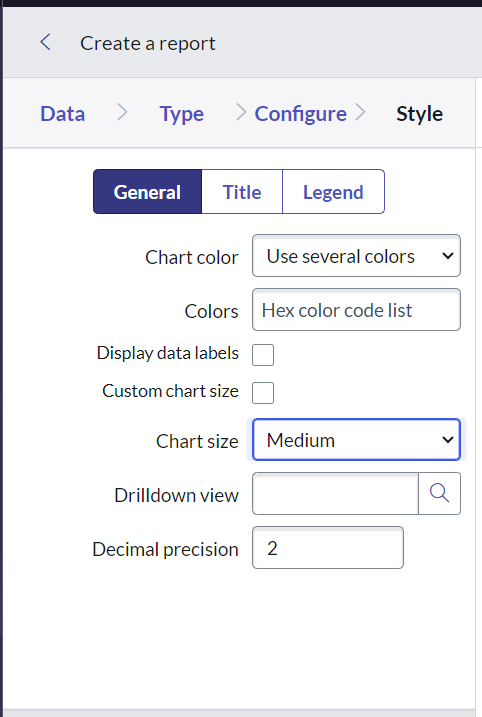 Create a report
Data Type Configure Style
General Title Legend
Chart color Use several colors
Colors Hex color code list
Display data labels
Custom chart size
Chart size Medium
Drilldown view
Decimal precision 2